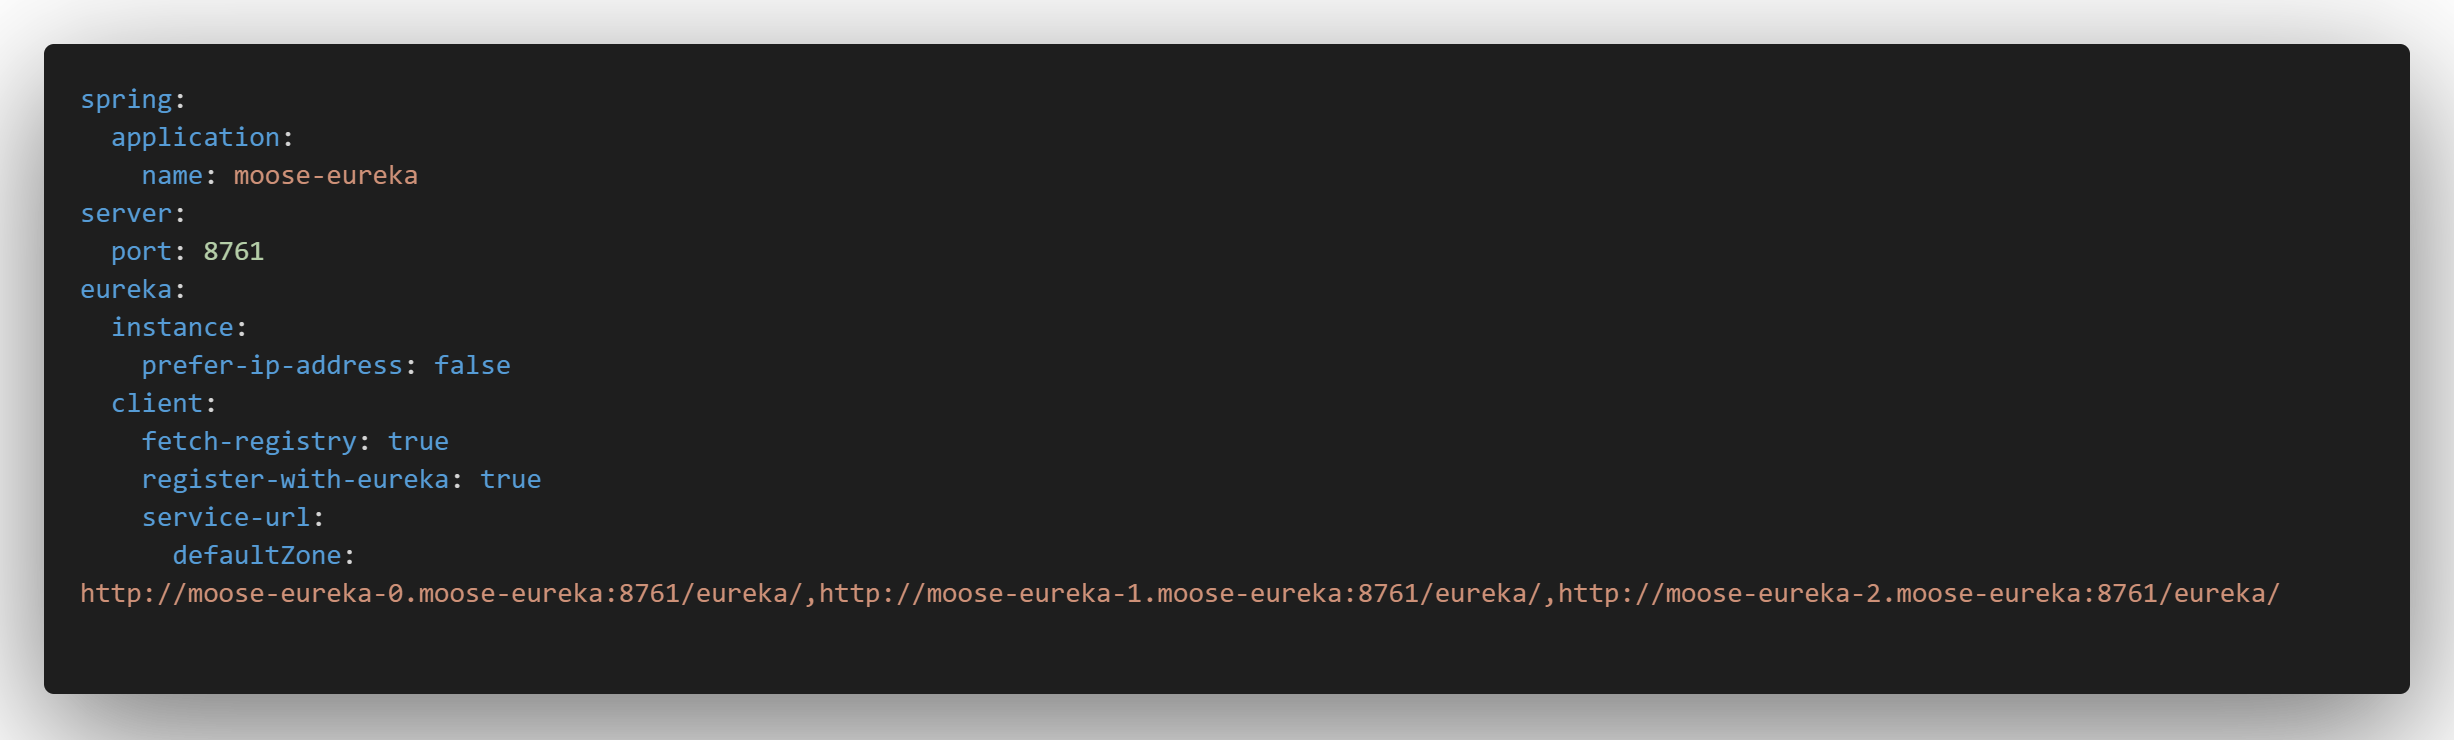 spring:
  application:
    name: moose-eureka
server:
  port: 8761
eureka:
  instance:
    prefer-ip-address: false
  client:
    fetch-registry: true
    register-with-eureka: true
    service-url:
      defaultZone:
http://moose-eureka-0.moose-eureka:8761/eureka/,http://moose-eureka-1.moose-eureka:8761/eureka/,http://moose-eureka-2.moose-eureka:8761/eureka/